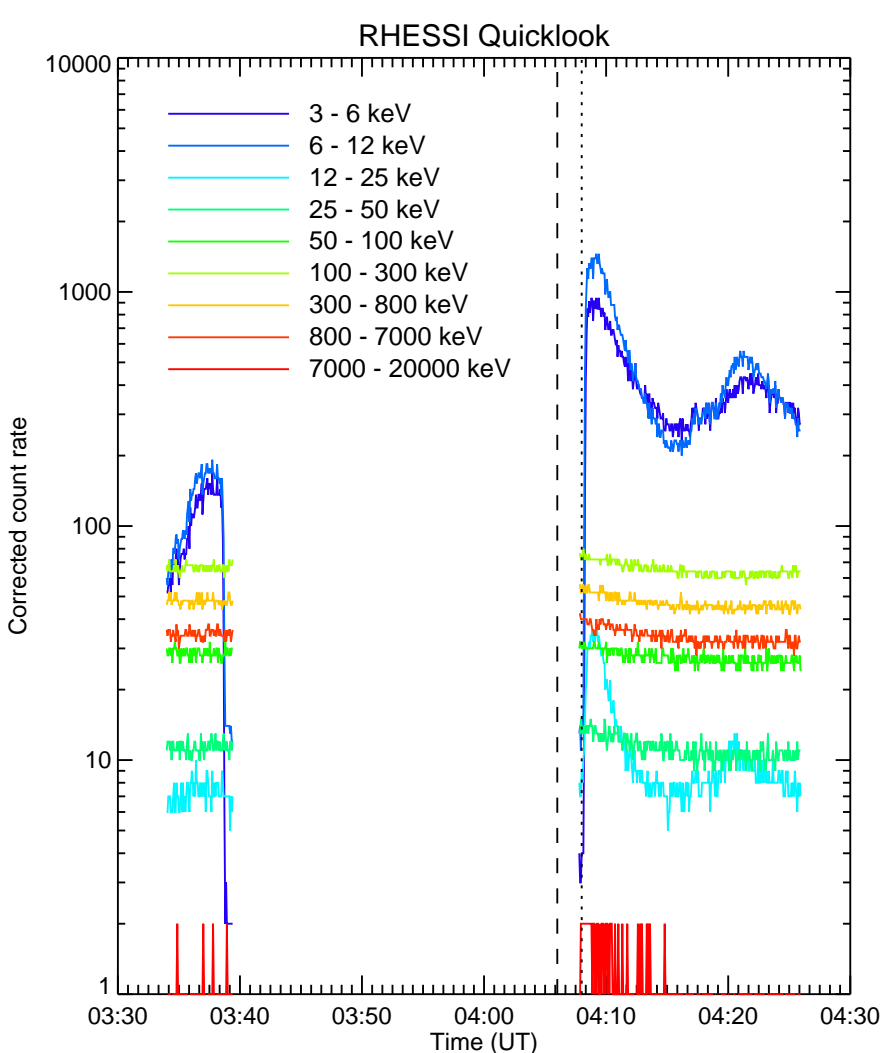 RHESSI Quicklook
10000
1000
100
10
1
3 - 6 keV
6 - 12 keV
12 - 25 keV
25 - 50 keV
50 - 100 keV
100 - 300 keV
300 - 800 keV
800 - 7000 keV
7000 - 20000 keV
Corrected count rate
03:30 03:40 03:50 04:00 04:10 04:20 04:30
Time (UT)